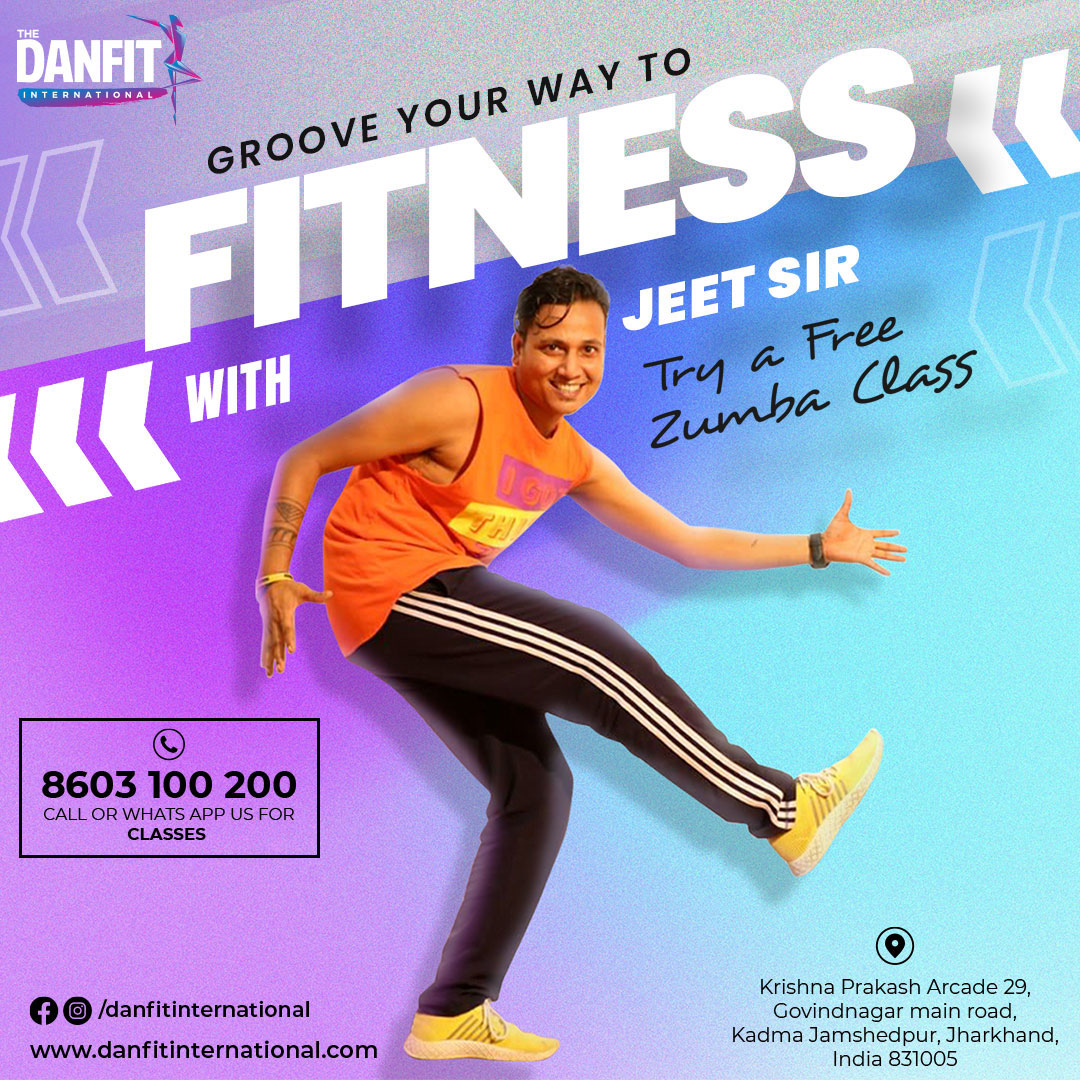 THE
DANFIT
INTERNATIONAL
GROOVE YOUR WAY TO
FITNESS
WITH
JEET SIR
Try a Free
Zumba Class
8603 100 200
CALL OR WHATS APP US FOR
CLASSES
/danfitinternational
www.danfitinternational.com
Krishna Prakash Arcade 29,
Govindnagar main road,
Kadma Jamshedpur, Jharkhand,
India 831005